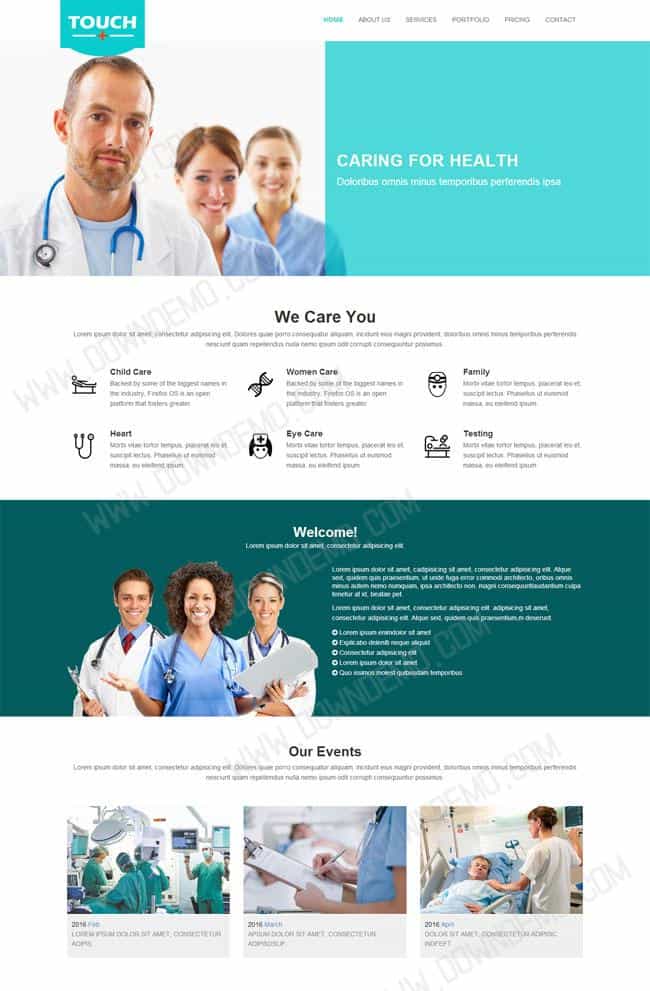 TOUCH
HOME ABOUT US SERVICES PORTFOLIO PRICING CONTACT
CARING FOR HEALTH
Doloribus omnis minus temporibus perferendis ipsa
We Care You
Lorem ipsum dolor sit amet, consectetur adipisicing elit. Dolores quae porro consequatur aliquam, incidunt eius magni provident, doloribus omnis minus temporibus perferendis
nesciunt quam repellendus nulla nemo ipsum odit corrupti consequuntur possimus
Child Care
Backed by some of the biggest names in
the industry, Firefox OS is an open
platform that fosters greater
Women Care
Backed by some of the biggest names in
the industry, Firefox OS is an open
platform that fosters greater
Family
Morbi vitae tortor tempus, placerat leo et,
suscipit lectus. Phasellus ut euismod
massa, eu eleifend ipsum
Heart
Morbi vitae tortor tempus, placerat leo et,
suscipit lectus. Phasellus ut euismod
massa, eu eleifend ipsum
Eye Care
Morbi vitae tortor tempus, placerat leo et,
suscipit lectus. Phasellus ut euismod
massa, eu eleifend ipsum
Testing
Morbi vitae tortor tempus, placerat leo et,
suscipit lectus. Phasellus ut euismod
massa, eu eleifend ipsum
Welcome!
Lorem ipsum dolor sit amet, consectetur adipisicing elit
Lorem ipsum dolor sit amet, cadipisicing sit amet, consectetur adipisicing elit. Atque
sed, quidem quis praesentium, ut unde fuga commodi architecto, oribus omnis
minus autem nemo numquam, ipsa architecto non. magni consequuntiaudantium culpa
tenetur at id, beatae pet.
Lorem ipsum dolor sit amet, consectetur adipisicing elit. adipisicing sit amet,
consectetur adipisicing elit. Atque sed, quidem quis praesentium,m deserunt.
Lorem ipsum enimdolor sit amet
Explicabo deleniti neque aliquid
Consectetur adipisicing elit
Lorem ipsum dolor sit amet
Quo issimos molest quibusdam temporibus
Our Events
Lorem ipsum dolor sit amet, consectetur adipisicing elit. Dolores quae porro consequatur aliquam, incidunt eius magni provident, doloribus omnis minus temporibus perferendis
nesciunt quam repellendus nulla nemo ipsum odit corrupti consequuntur possimus
2016 Feb
LOREM IPSUM DOLOR SIT AMET, CONSECTETUR
ADIPIS
2016 March
APSUM DOLOR SIT AMET, CONSECTETUR
ADIPISDSUP
2016 April
DOLOR SIT AMET, CONSECTETUR ADIPISIC
INDFEFT
WWW.DOWNDEMO.COM
WWW.DOWNDEMO.COM
WWW.DOWNDEMO.COM